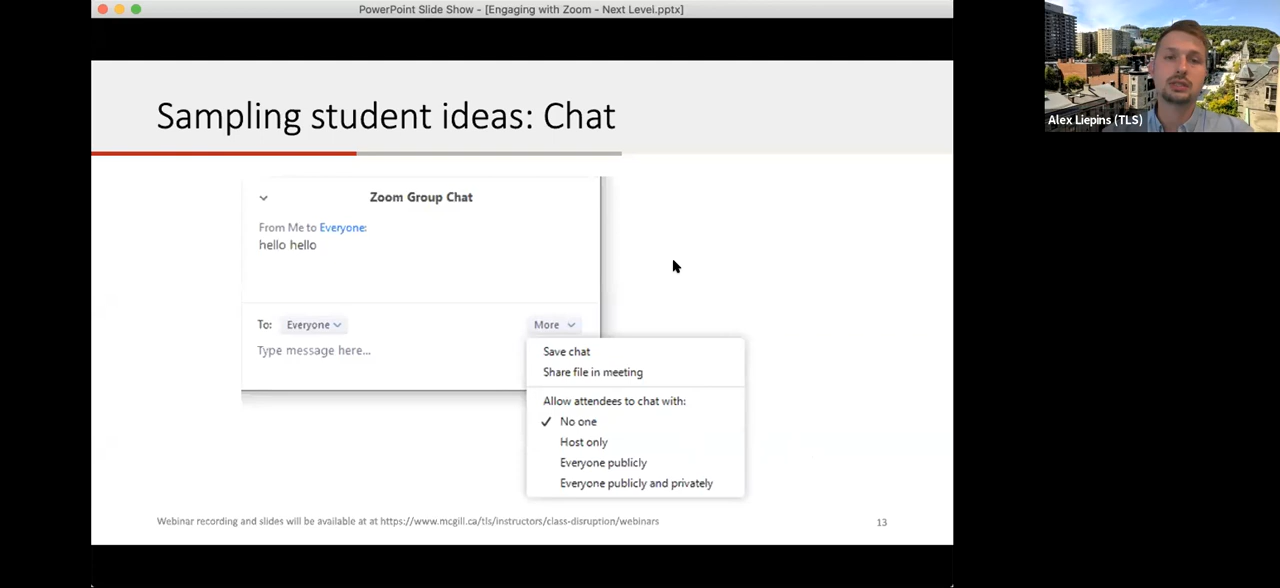 PowerPoint Slide Show - [Engaging with Zoom - Next Level.pptx]
Alex Liepins (TLS)
Sampling student ideas: Chat
Zoom Group Chat
From Me to Everyone:
hello hello
To: Everyone
More
Type message here...
Save chat
Share file in meeting
Allow attendees to chat with:
No one
Host only
Everyone publicly
Everyone publicly and privately
Webinar recording and slides will be available at at https://www.mcgill.ca/tls/instructors/class-disruption/webinars
13